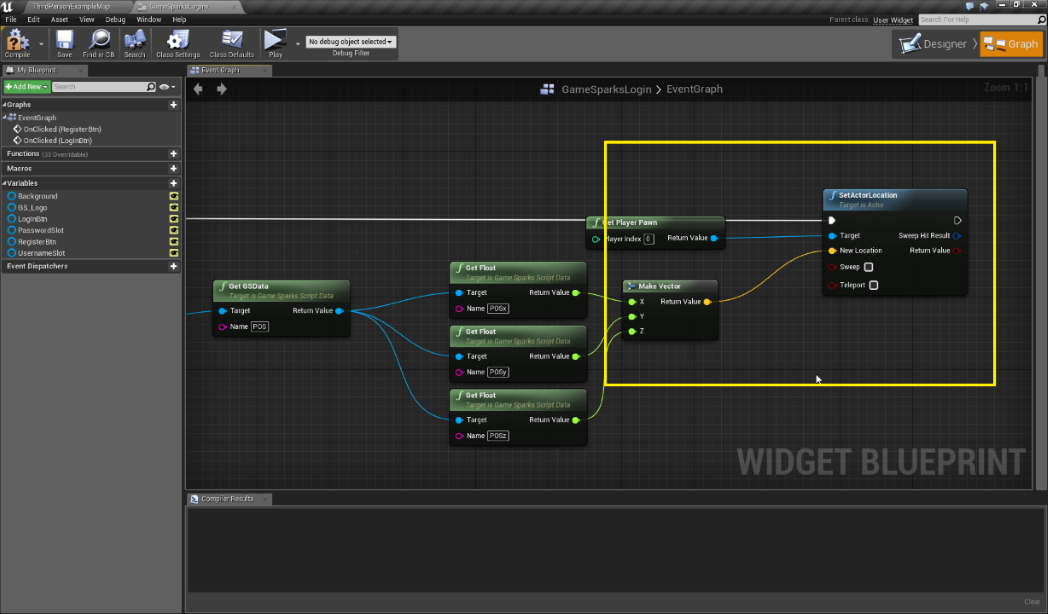 ThirdPersonExampleMap
GameSparksLogin
File Edit Asset View Debug Window Help
Parent class: User Widget
Search For Help
Compile
Save
Find in CB
Search
Class Settings
Class Defaults
Play
No debug object selected
Debug Filter
Designer
Graph
My Blueprint
Event Graph
+Add New
Search
GameSparksLogin > EventGraph
Zoom 1:1
Graphs
EventGraph
OnClicked (RegisterBtn)
OnClicked (LogInBtn)
Functions (33 Overridable)
Macros
Variables
Background
GS_Logo
LoginBtn
PasswordSlot
RegisterBtn
UsernameSlot
Event Dispatchers
SetActorLocation
Target is Actor
Target
Sweep Hit Result
New Location
Return Value
Sweep
Teleport
Get Player Pawn
Player Index 0
Return Value
Get GSData
Target is Game Sparks Script Data
Target
Return Value
Name POS
Get Float
Target is Game Sparks Script Data
Target
Return Value
Name POSx
Get Float
Target is Game Sparks Script Data
Target
Return Value
Name POSy
Get Float
Target is Game Sparks Script Data
Target
Return Value
Name POSz
Make Vector
X
Return Value
Y
Z
WIDGET BLUEPRINT
Compiler Results
Clear